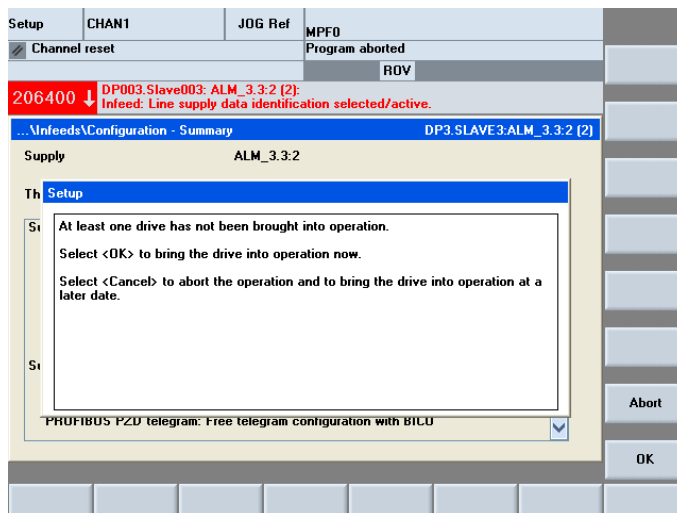 Setup CHAN1 JOG Ref MPF0
Channel reset Program aborted
ROV
206400 DP003.Slave003: ALM_3.3:2 (2):
Infeed: Line supply data identification selected/active.
...\Infeeds\Configuration - Summary DP3.SLAVE3:ALM_3.3:2 (2)
Supply ALM_3.3:2
Th
Setup
At least one drive has not been brought into operation.
Select <OK> to bring the drive into operation now.
Select <Cancel> to abort the operation and to bring the drive into operation at a
later date.
PROFIBUS PZD telegram: Free telegram configuration with BICO
Abort
OK